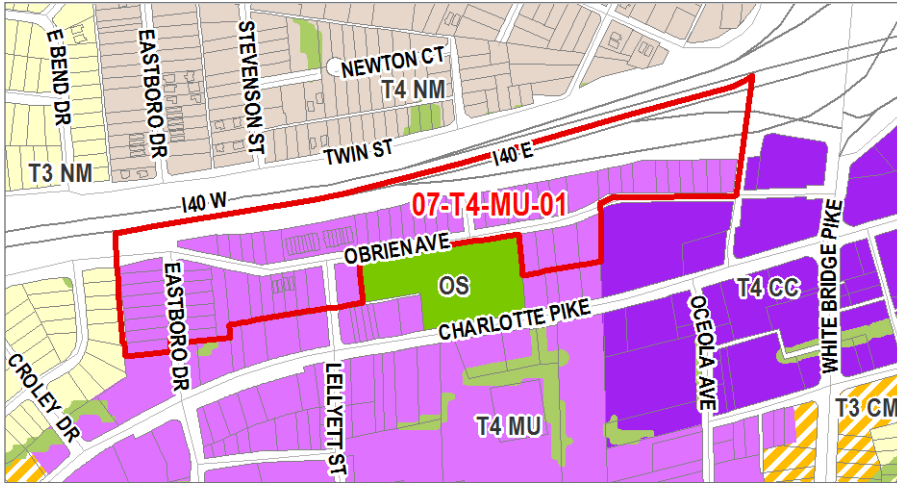 E BEND DR
EASTBORO DR
STEVENSON ST
NEWTON CT
T4 NM
TWIN ST
T3 NM
I40 E
I40 W
07-T4-MU-01
OBRIEN AVE
OS
EASTBORO DR
CHARLOTTE PIKE
T4 CC
WHITE BRIDGE PIKE
OCEOLA AVE
CROLEY DR
LELLYETT ST
T4 MU
T3 CM